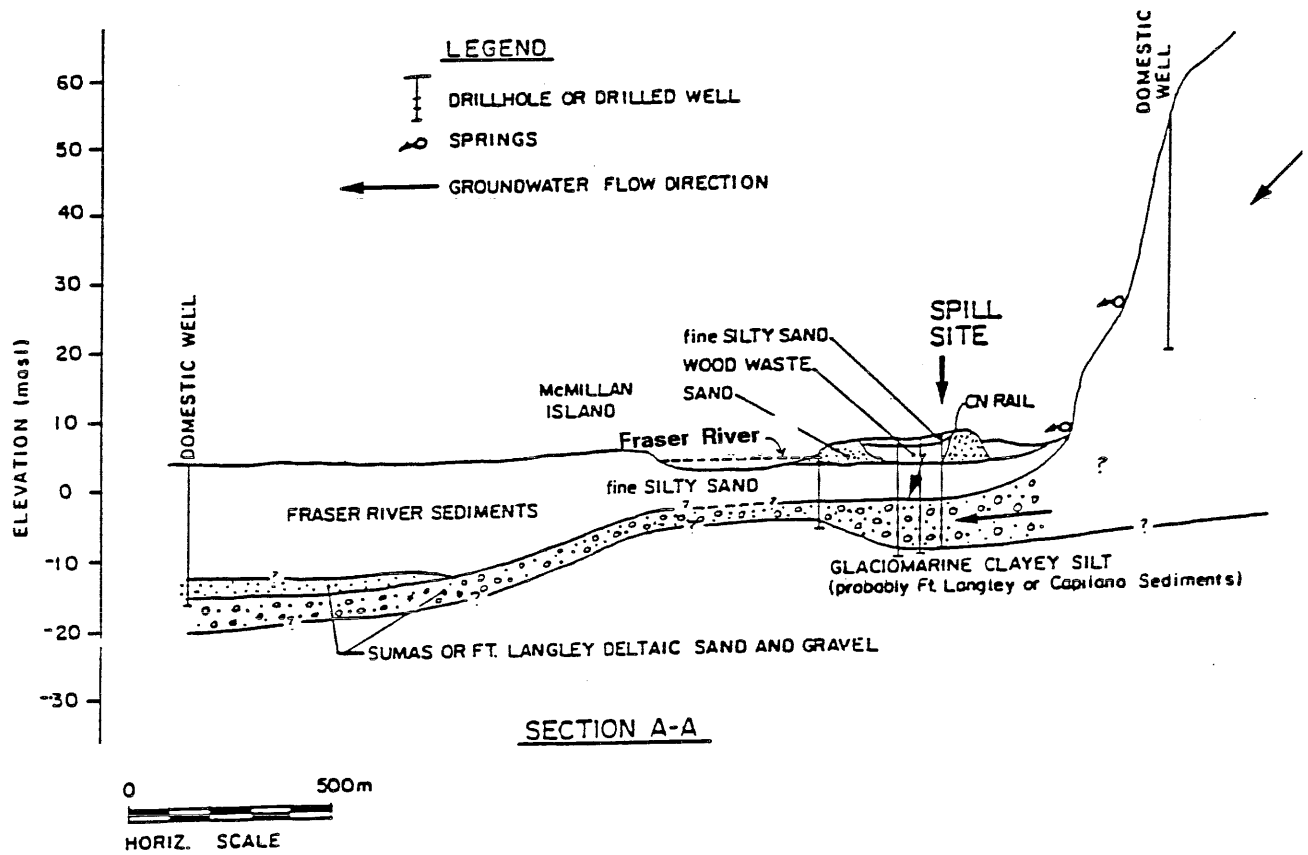 LEGEND
DRILLHOLE OR DRILLED WELL
SPRINGS
GROUNDWATER FLOW DIRECTION
DOMESTIC
WELL
60
50
40
30
20
10
0
-10
-20
-30
ELEVATION (masl)
DOMESTIC WELL
SPILL
SITE
fine SILTY SAND
WOOD WASTE
SAND
CN RAIL
McMILLAN
ISLAND
Fraser River
fine SILTY SAND
FRASER RIVER SEDIMENTS
?
?
?
?
?
?
?
?
?
GLACIOMARINE CLAYEY SILT
(probably Ft. Langley or Capilano Sediments)
SUMAS OR FT. LANGLEY DELTAIC SAND AND GRAVEL
SECTION A-A
0 500m
HORIZ. SCALE